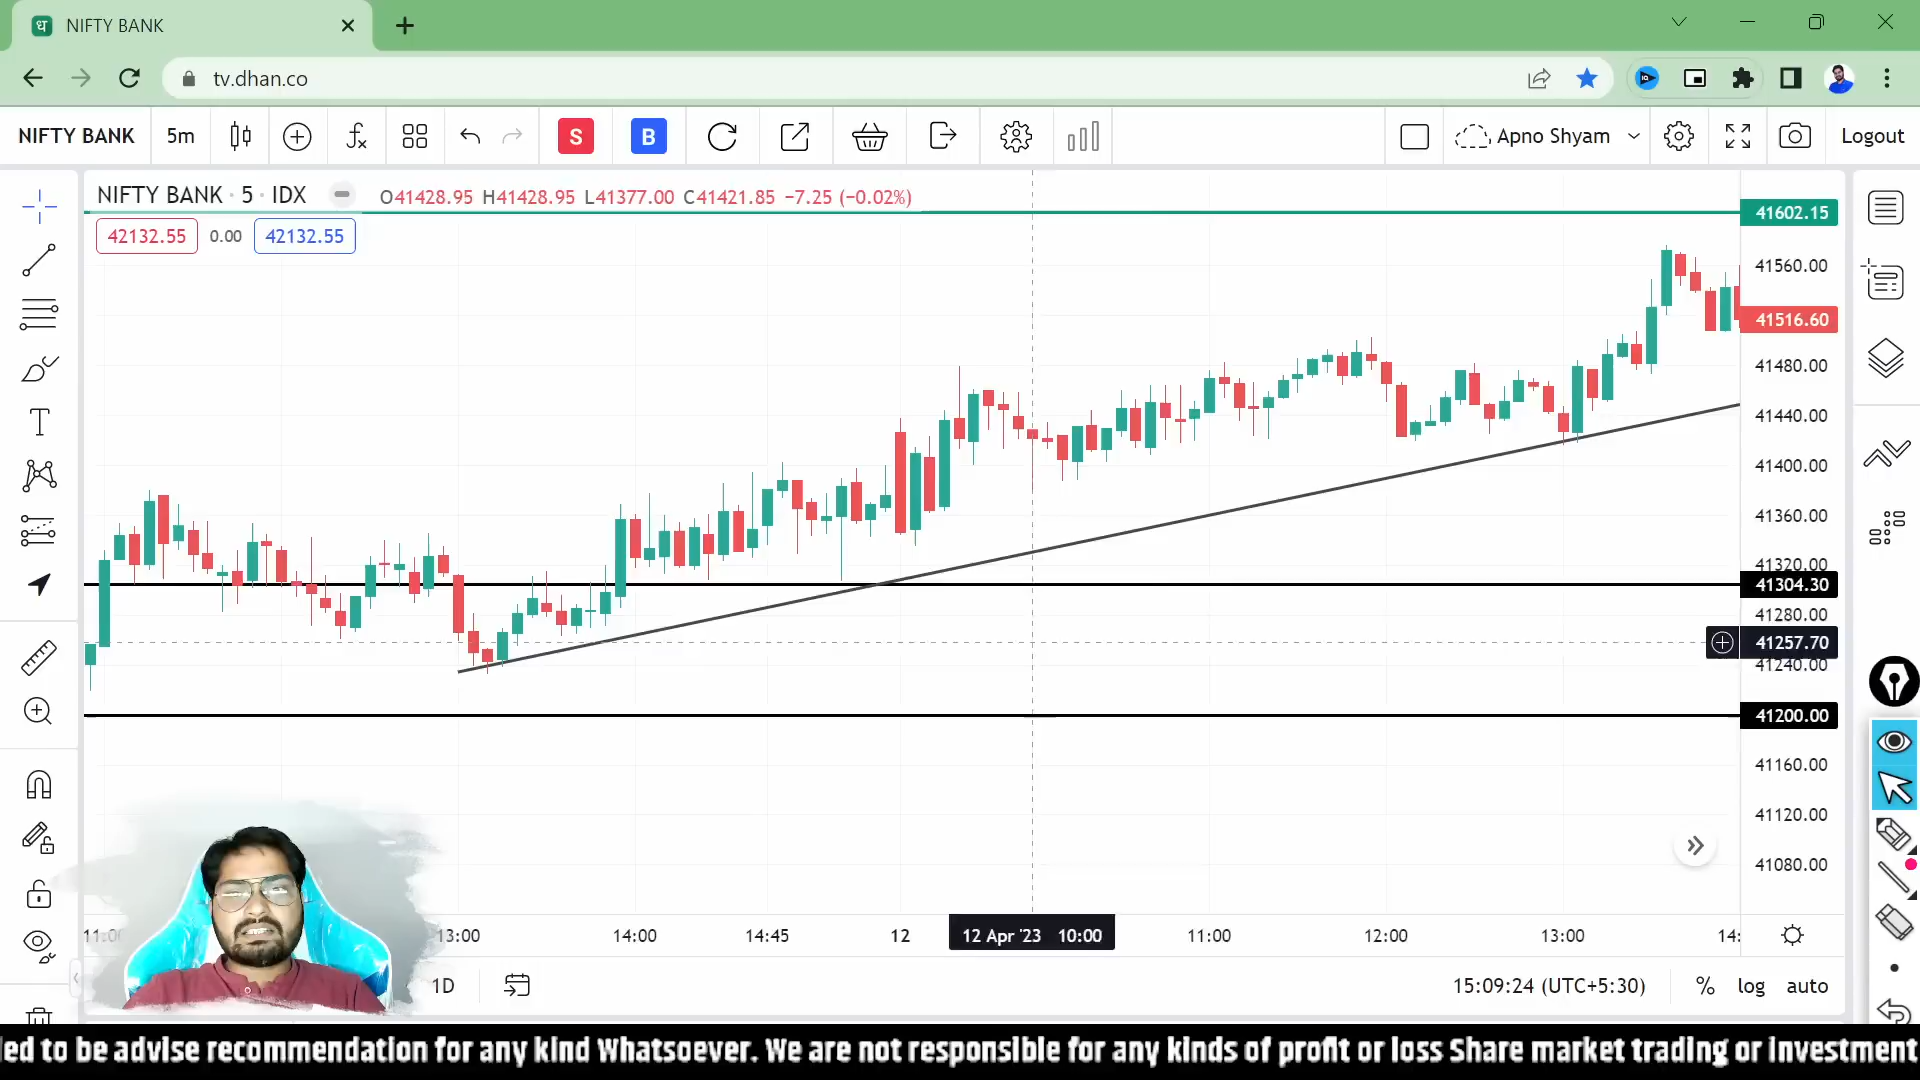 NIFTY BANK
tv.dhan.co
NIFTY BANK 5m S B Apno Shyam Logout
NIFTY BANK · 5 · IDX O41428.95 H41428.95 L41377.00 C41421.85 −7.25 (−0.02%)
42132.55 0.00 42132.55
41602.15
41560.00
41516.60
41480.00
41440.00
41400.00
41360.00
41320.00
41304.30
41280.00
41257.70
41240.00
41200.00
41160.00
41120.00
41080.00
11:00 13:00 14:00 14:45 12 12 Apr '23 10:00 11:00 12:00 13:00 14:
1D 15:09:24 (UTC+5:30) % log auto
led to be advise recommendation for any kind Whatsoever. We are not responsible for any kinds of profit or loss Share market trading or investment